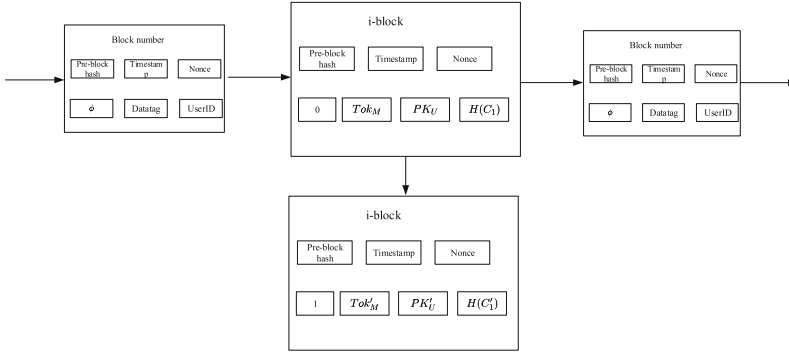 Block number
Pre-block
hash
Timestam
p
Nonce
ϕ
Datatag
UserID
i-block
Pre-block
hash
Timestamp
Nonce
0
Tok_M
PK_U
H(C_1)
Block number
Pre-block
hash
Timestam
p
Nonce
ϕ
Datatag
UserID
i-block
Pre-block
hash
Timestamp
Nonce
1
Tok'_M
PK'_U
H(C'_1)